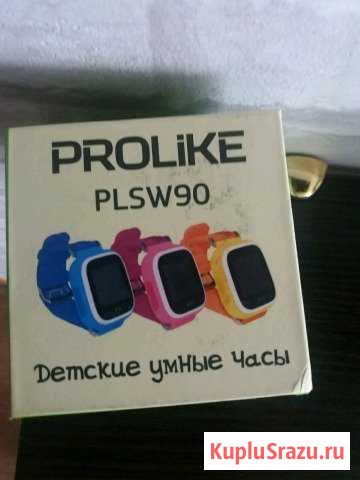 PROLiKE
PLSW90
Детские умные часы
KupluSrazu.ru